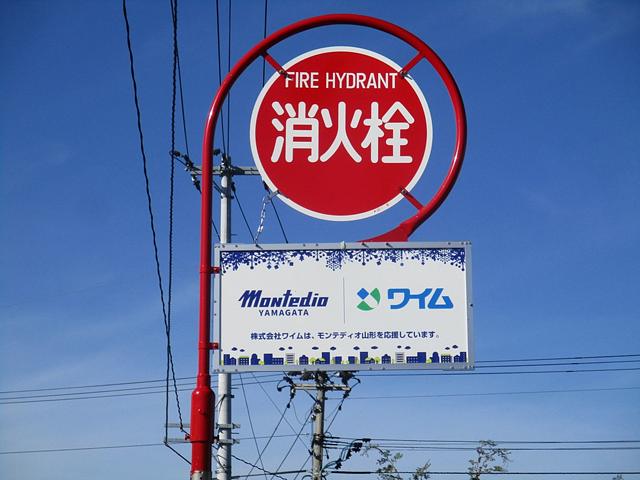 FIRE HYDRANT
消火栓
Montedio
YAMAGATA
ワイム
株式会社ワイムは、モンテディオ山形を応援しています。